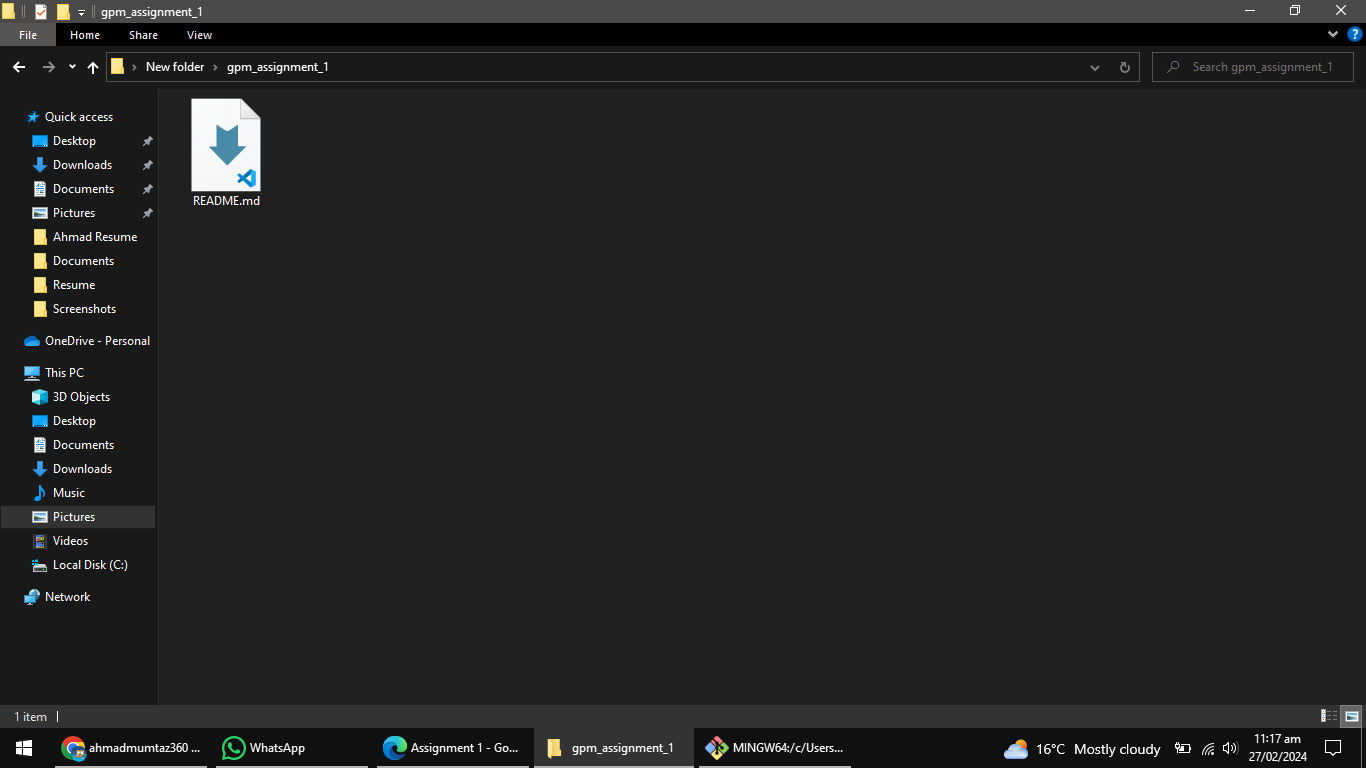 gpm_assignment_1
File Home Share View
New folder gpm_assignment_1
Search gpm_assignment_1
Quick access
Desktop
Downloads
Documents
Pictures
Ahmad Resume
Documents
Resume
Screenshots
OneDrive - Personal
This PC
3D Objects
Desktop
Documents
Downloads
Music
Pictures
Videos
Local Disk (C:)
Network
README.md
1 item
ahmadmumtaz360 ...
WhatsApp
Assignment 1 - Go...
gpm_assignment_1
MINGW64:/c/Users...
16°C Mostly cloudy
11:17 am
27/02/2024